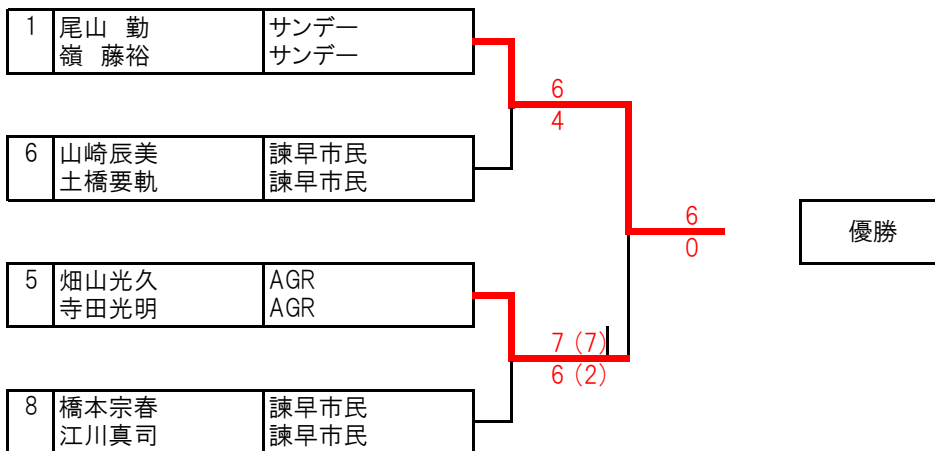 1 尾山 勤 サンデー
嶺 藤裕 サンデー
6
4
6 山崎辰美 諫早市民
土橋要軌 諫早市民
6
0
優勝
5 畑山光久 AGR
寺田光明 AGR
7 (7)
6 (2)
8 橋本宗春 諫早市民
江川真司 諫早市民